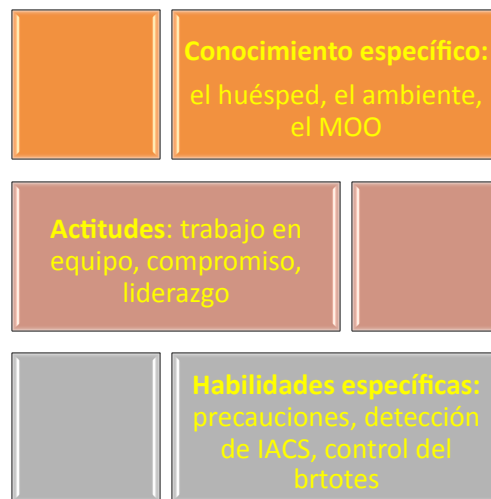 Conocimiento específico:
el huésped, el ambiente,
el MOO
Actitudes: trabajo en
equipo, compromiso,
liderazgo
Habilidades específicas:
precauciones, detección
de IACS, control del
brtotes